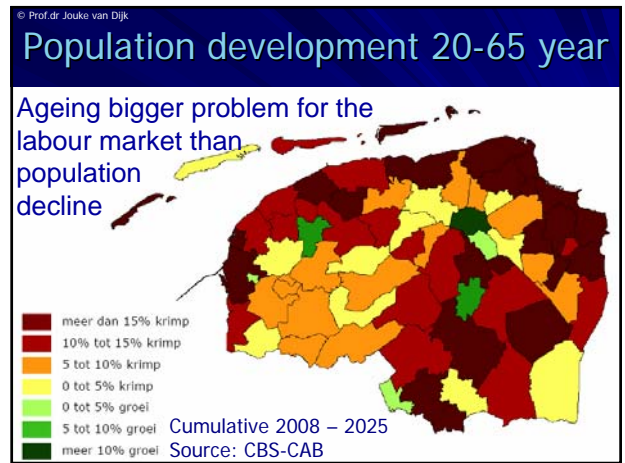 © Prof.dr Jouke van Dijk
Population development 20-65 year
Ageing bigger problem for the
labour market than
population
decline
meer dan 15% krimp
10% tot 15% krimp
5 tot 10% krimp
0 tot 5% krimp
0 tot 5% groei
5 tot 10% groei
meer 10% groei
Cumulative 2008 – 2025
Source: CBS-CAB